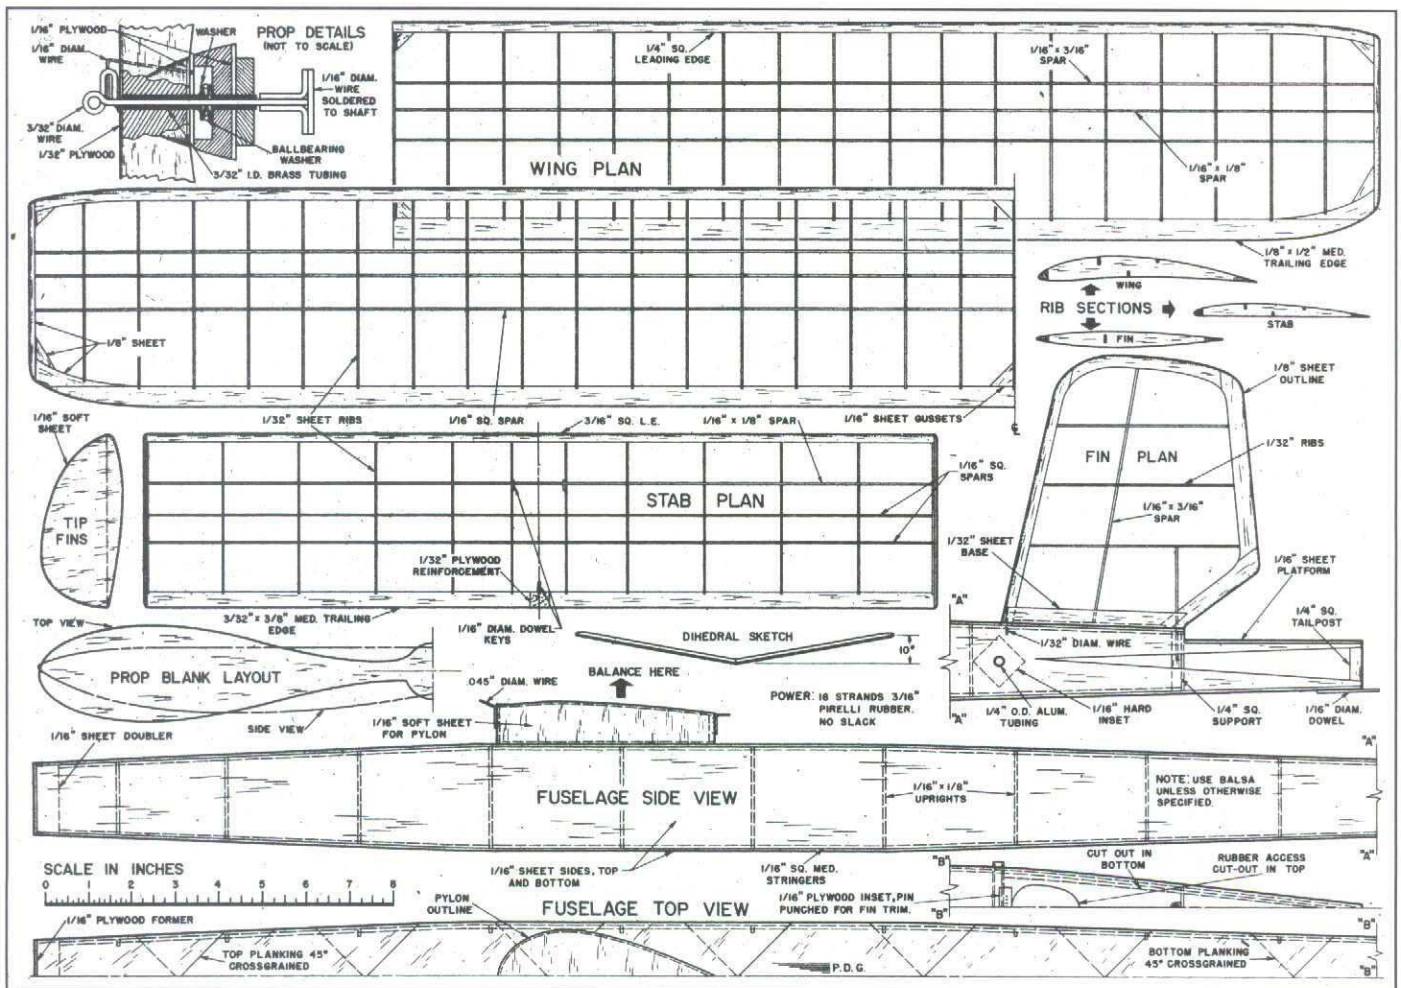 1/16" PLYWOOD
1/16" DIAM.
WIRE
WASHER
PROP DETAILS
(NOT TO SCALE)
1/16" DIAM.
WIRE
SOLDERED
TO SHAFT
3/32" DIAM.
WIRE
1/32" PLYWOOD
BALLBEARING
WASHER
3/32" I.D. BRASS TUBING
1/4" SQ.
LEADING EDGE
1/16" × 3/16"
SPAR
WING PLAN
1/16" × 1/8"
SPAR
1/8" × 1/2" MED.
TRAILING EDGE
WING
RIB SECTIONS
STAB
FIN
1/8" SHEET
1/16" SOFT
SHEET
1/32" SHEET RIBS
1/16" SQ. SPAR
3/16" SQ. L.E.
1/16" × 1/8" SPAR
1/16" SHEET GUSSETS
℄
1/8" SHEET
OUTLINE
FIN PLAN
1/32" RIBS
1/16" × 3/16"
SPAR
1/16" SQ.
SPARS
STAB PLAN
TIP
FINS
1/32" PLYWOOD
REINFORCEMENT
1/32" SHEET
BASE
1/16" SHEET
PLATFORM
3/32" × 3/8" MED. TRAILING
EDGE
1/16" DIAM. DOWEL
KEYS
DIHEDRAL SKETCH
10°
"A"
1/32" DIAM. WIRE
1/4" SQ.
TAILPOST
TOP VIEW
PROP BLANK LAYOUT
SIDE VIEW
BALANCE HERE
.045" DIAM. WIRE
1/16" SOFT SHEET
FOR PYLON
POWER: 18 STRANDS 3/16"
PIRELLI RUBBER.
NO SLACK
"A"
1/4" O.D. ALUM.
TUBING
1/16" HARD
INSET
1/4" SQ.
SUPPORT
1/16" DIAM.
DOWEL
1/16" SHEET DOUBLER
"A"
FUSELAGE SIDE VIEW
1/16" × 1/8"
UPRIGHTS
NOTE: USE BALSA
UNLESS OTHERWISE
SPECIFIED.
"A"
SCALE IN INCHES
0 1 2 3 4 5 6 7 8
1/16" SHEET SIDES, TOP
AND BOTTOM
1/16" SQ. MED.
STRINGERS
"B"
CUT OUT IN
BOTTOM
RUBBER ACCESS
CUT-OUT IN TOP
1/16" PLYWOOD INSET, PIN
PUNCHED FOR FIN TRIM.
"B"
PYLON
OUTLINE
FUSELAGE TOP VIEW
1/16" PLYWOOD FORMER
"B"
TOP PLANKING 45°
CROSSGRAINED
P.D.G.
BOTTOM PLANKING
45° CROSSGRAINED
"B"